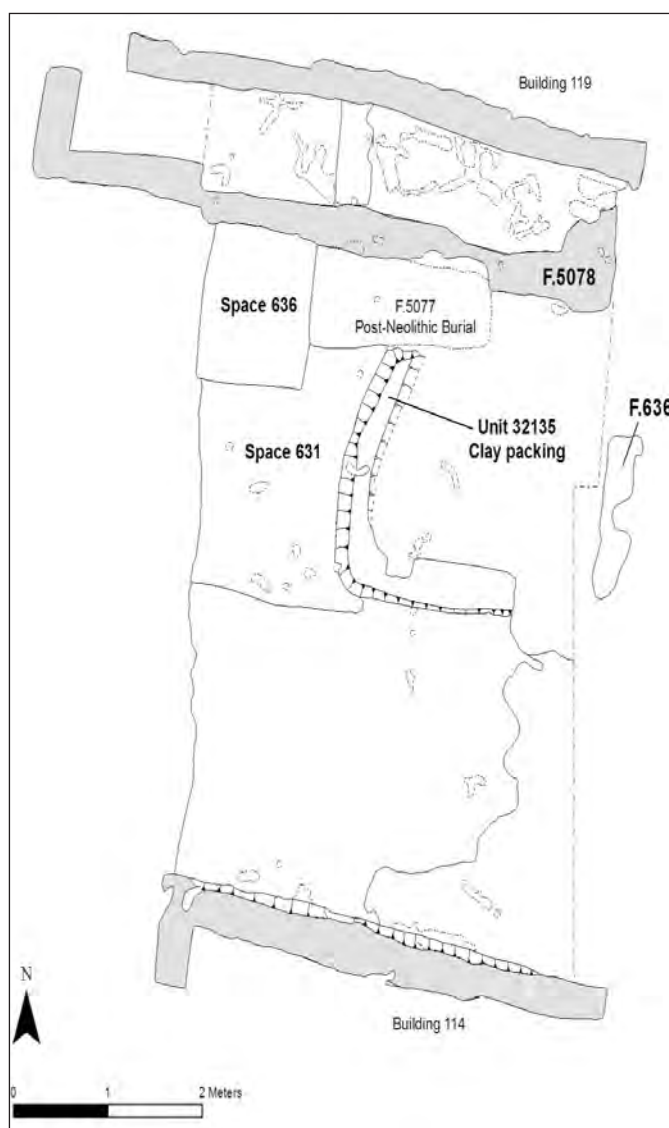 Building 119
F.5078
Space 636
F.5077
Post-Neolithic Burial
F.636
Unit 32135
Clay packing
Space 631
N
Building 114
0 1 2 Meters